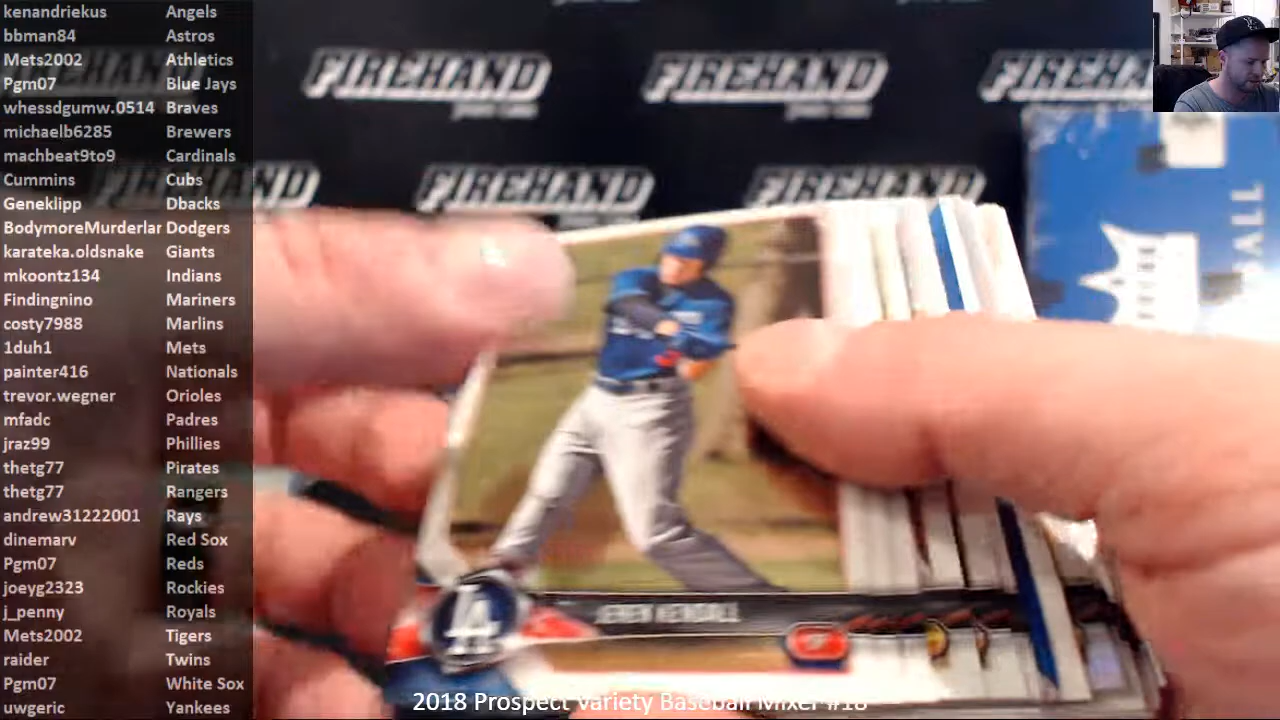 kenandriekus Angels
bbman84 Astros
Mets2002 Athletics
Pgm07 Blue Jays
whessdgumw.0514 Braves
michaelb6285 Brewers
machbeat9to9 Cardinals
Cummins Cubs
Geneklipp Dbacks
BodymoreMurderlar Dodgers
karateka.oldsnake Giants
mkoontz134 Indians
Findingnino Mariners
costy7988 Marlins
1duh1 Mets
painter416 Nationals
trevor.wegner Orioles
mfadc Padres
jraz99 Phillies
thetg77 Pirates
thetg77 Rangers
andrew31222001 Rays
dinemarv Red Sox
Pgm07 Reds
joeyg2323 Rockies
j_penny Royals
Mets2002 Tigers
raider Twins
Pgm07 White Sox
uwgeric Yankees
FIREHAND
FIREHAND
FIREHAND
FIREHAND
FIREHAND
FIREHAND
LA
JEREN KENDALL
2018 Prospect Variety Baseball Mixer #18